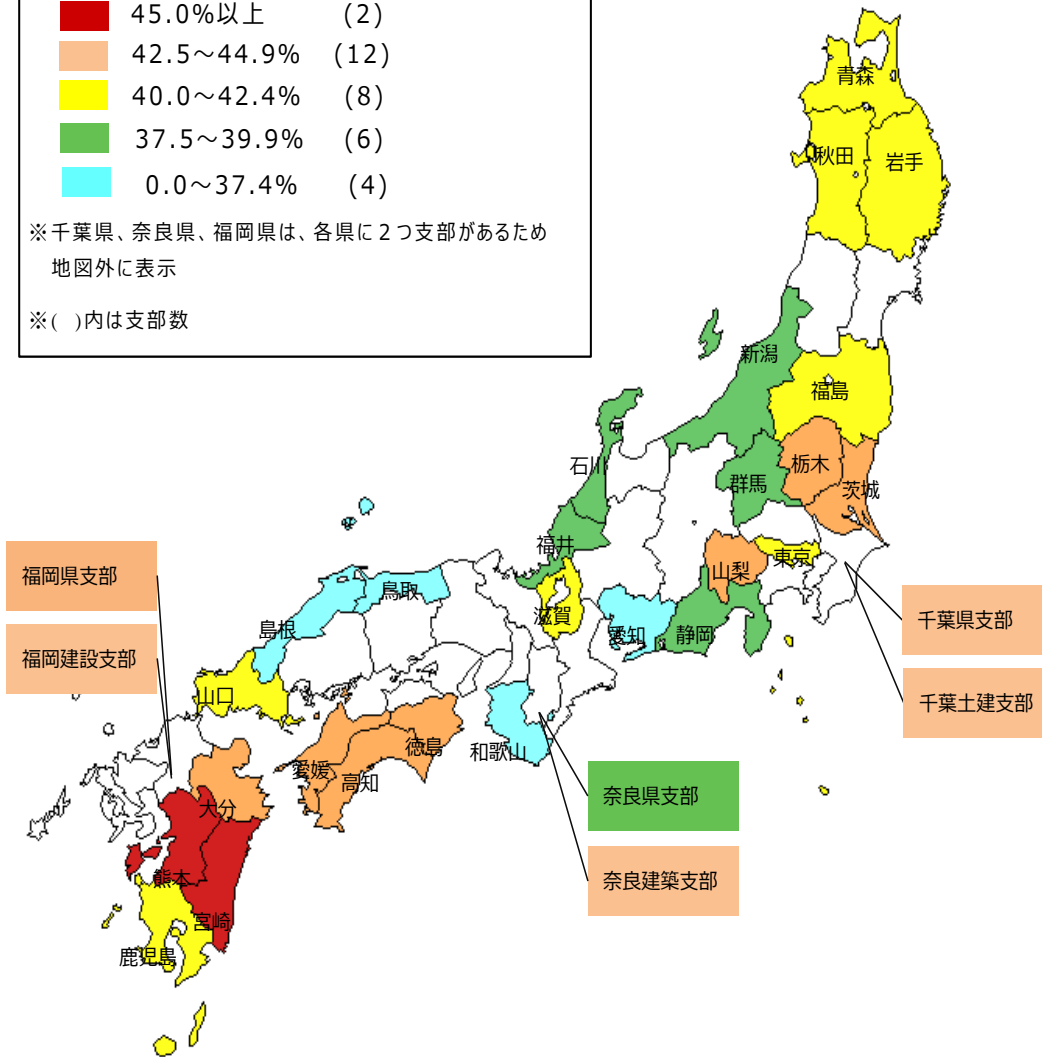 45.0%以上 (2)
42.5～44.9% (12)
40.0～42.4% (8)
37.5～39.9% (6)
0.0～37.4% (4)
※千葉県、奈良県、福岡県は、各県に２つ支部があるため
地図外に表示
※( )内は支部数
青森
秋田
岩手
新潟
福島
石川
群馬
栃木
茨城
福井
山梨
東京
福岡県支部
鳥取
滋賀
千葉県支部
島根
愛知
静岡
福岡建設支部
山口
千葉土建支部
徳島
和歌山
愛媛
高知
奈良県支部
大分
熊本
奈良建築支部
宮崎
鹿児島